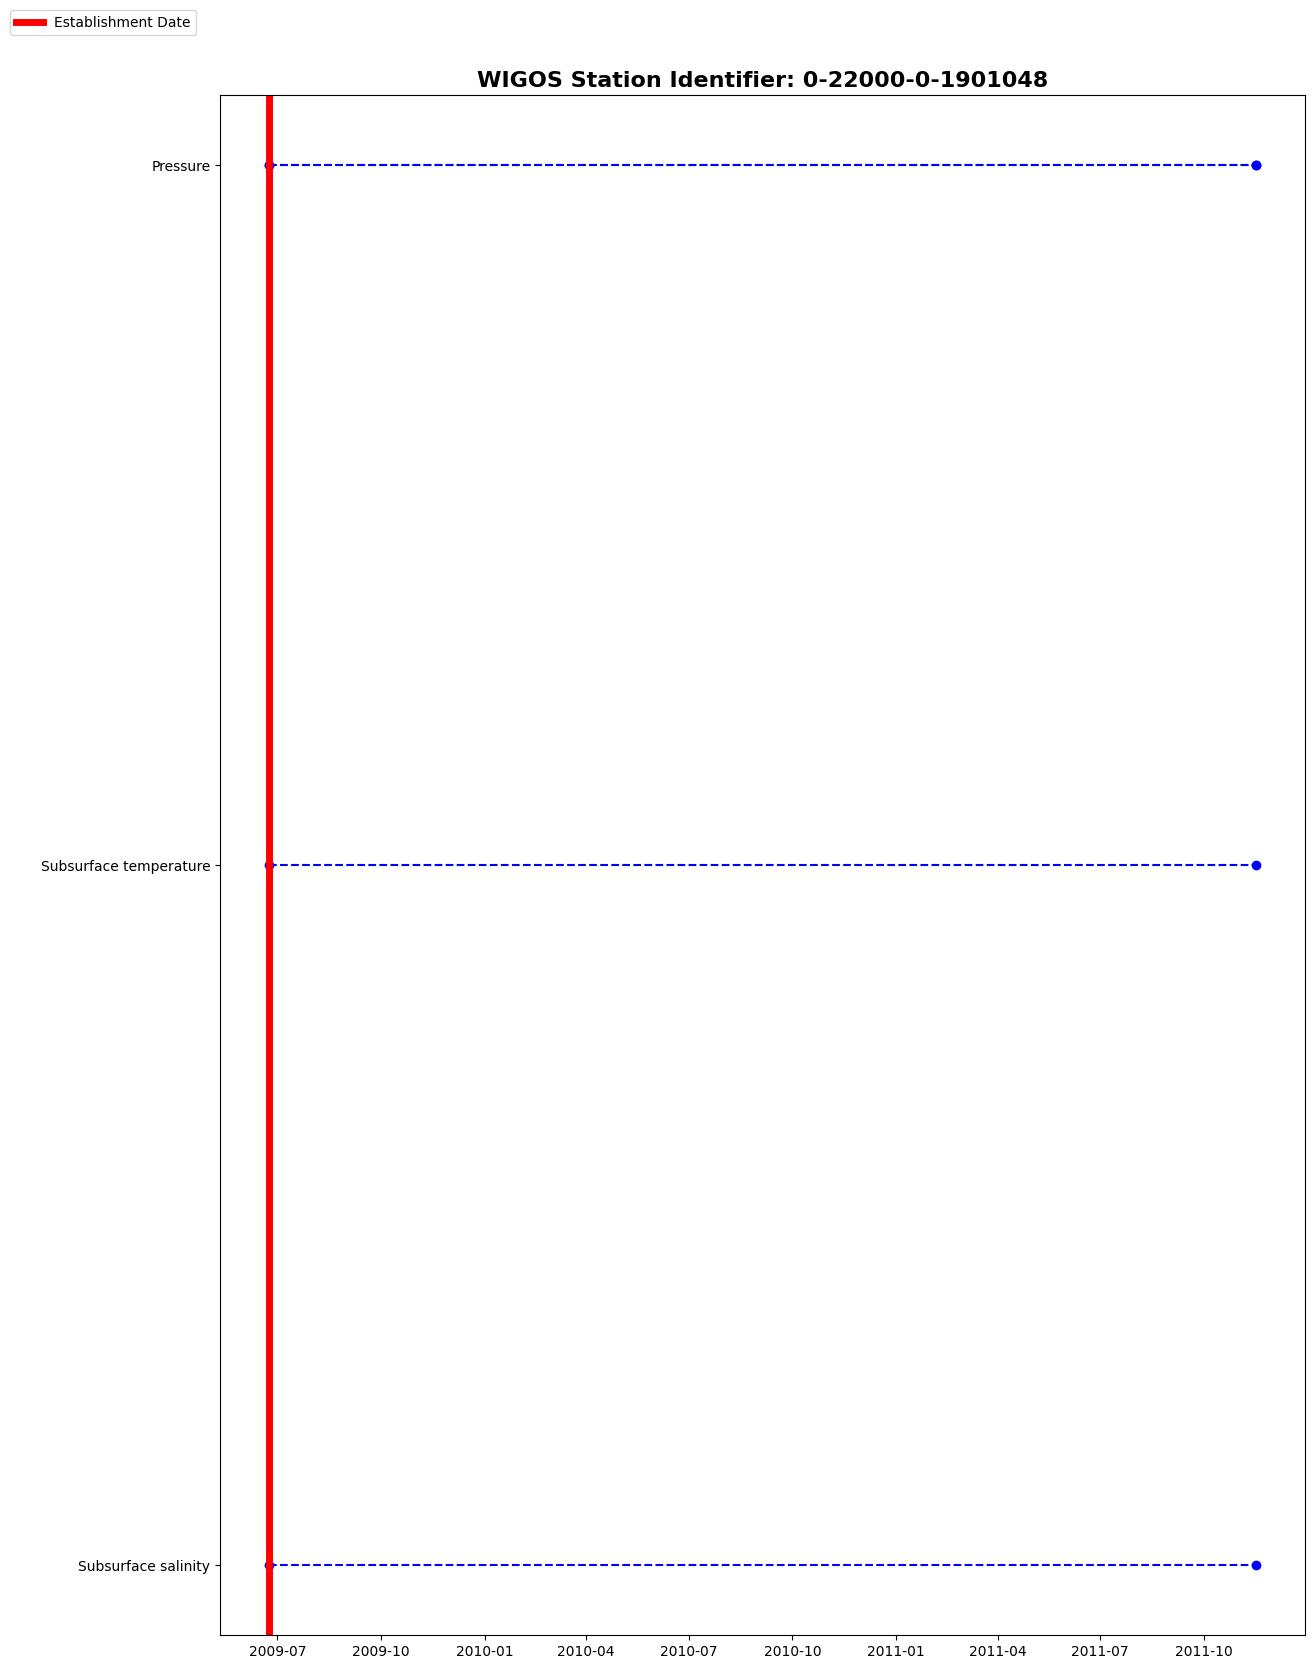 Establishment Date
WIGOS Station Identifier: 0-22000-0-1901048
Pressure
Subsurface temperature
Subsurface salinity
2009-07 2009-10 2010-01 2010-04 2010-07 2010-10 2011-01 2011-04 2011-07 2011-10